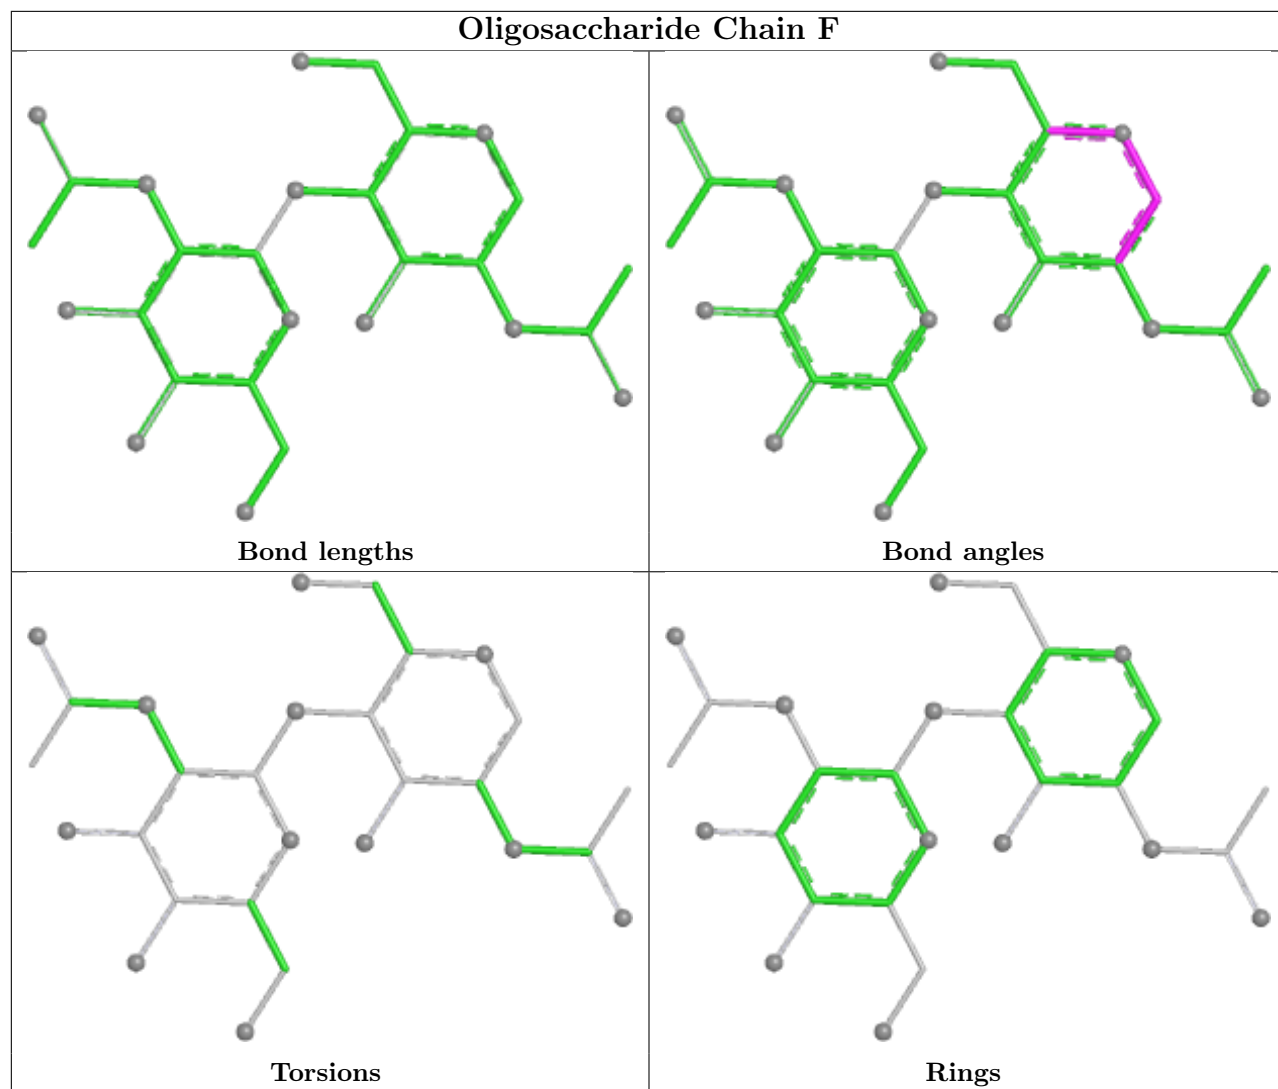 Oligosaccharide Chain F
Bond lengths
Bond angles
Torsions
Rings